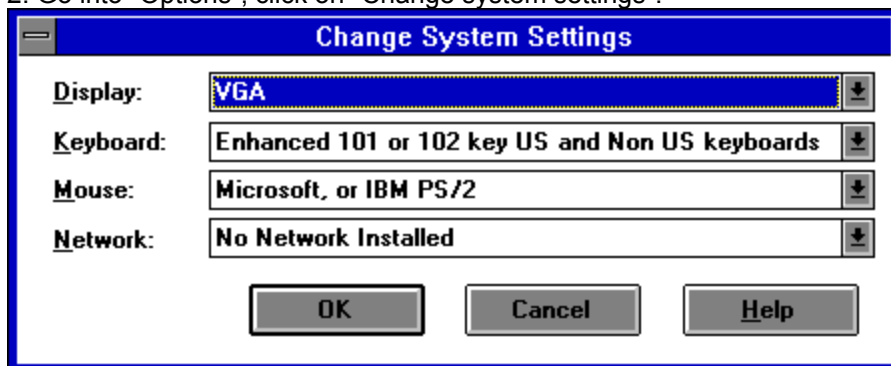 2. Go into "Options", click on "Change system settings".
Change System Settings
Display: VGA
Keyboard: Enhanced 101 or 102 key US and Non US keyboards
Mouse: Microsoft, or IBM PS/2
Network: No Network Installed
OK Cancel Help